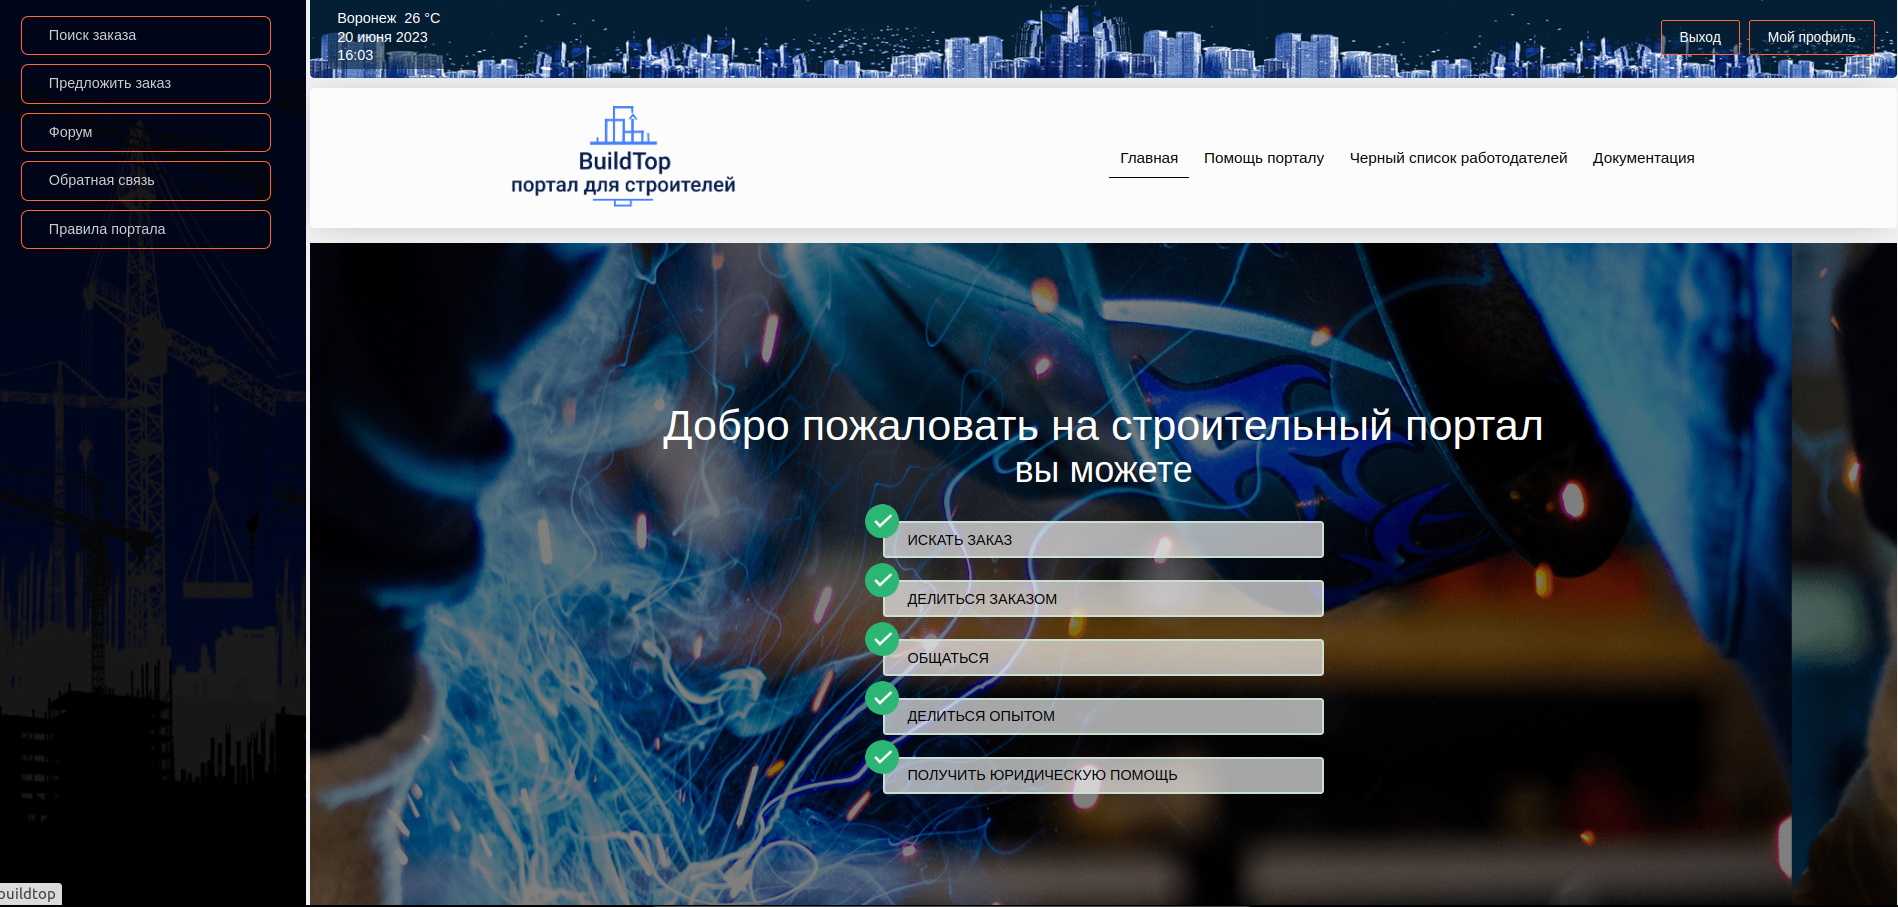 Поиск заказа
Предложить заказ
Форум
Обратная связь
Правила портала
Воронеж  26 °C
20 июня 2023
16:03
Выход
Мой профиль
BuildTop
портал для строителей
Главная
Помощь порталу
Черный список работодателей
Документация
Добро пожаловать на строительный портал
вы можете
ИСКАТЬ ЗАКАЗ
ДЕЛИТЬСЯ ЗАКАЗОМ
ОБЩАТЬСЯ
ДЕЛИТЬСЯ ОПЫТОМ
ПОЛУЧИТЬ ЮРИДИЧЕСКУЮ ПОМОЩЬ
buildtop